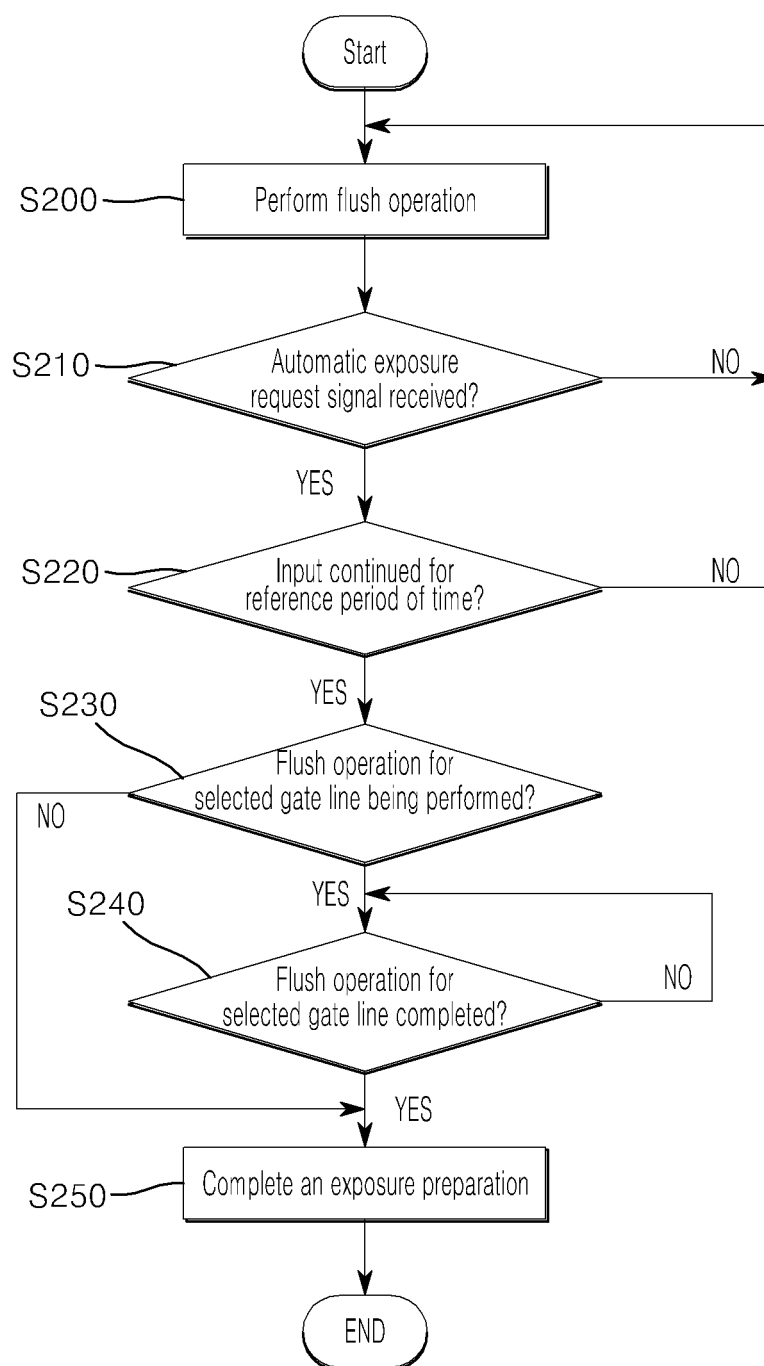 Start
S200
Perform flush operation
S210
Automatic exposure
request signal received?
NO
YES
S220
Input continued for
reference period of time?
NO
YES
S230
Flush operation for
selected gate line being performed?
NO
YES
S240
Flush operation for
selected gate line completed?
NO
YES
S250
Complete an exposure preparation
END